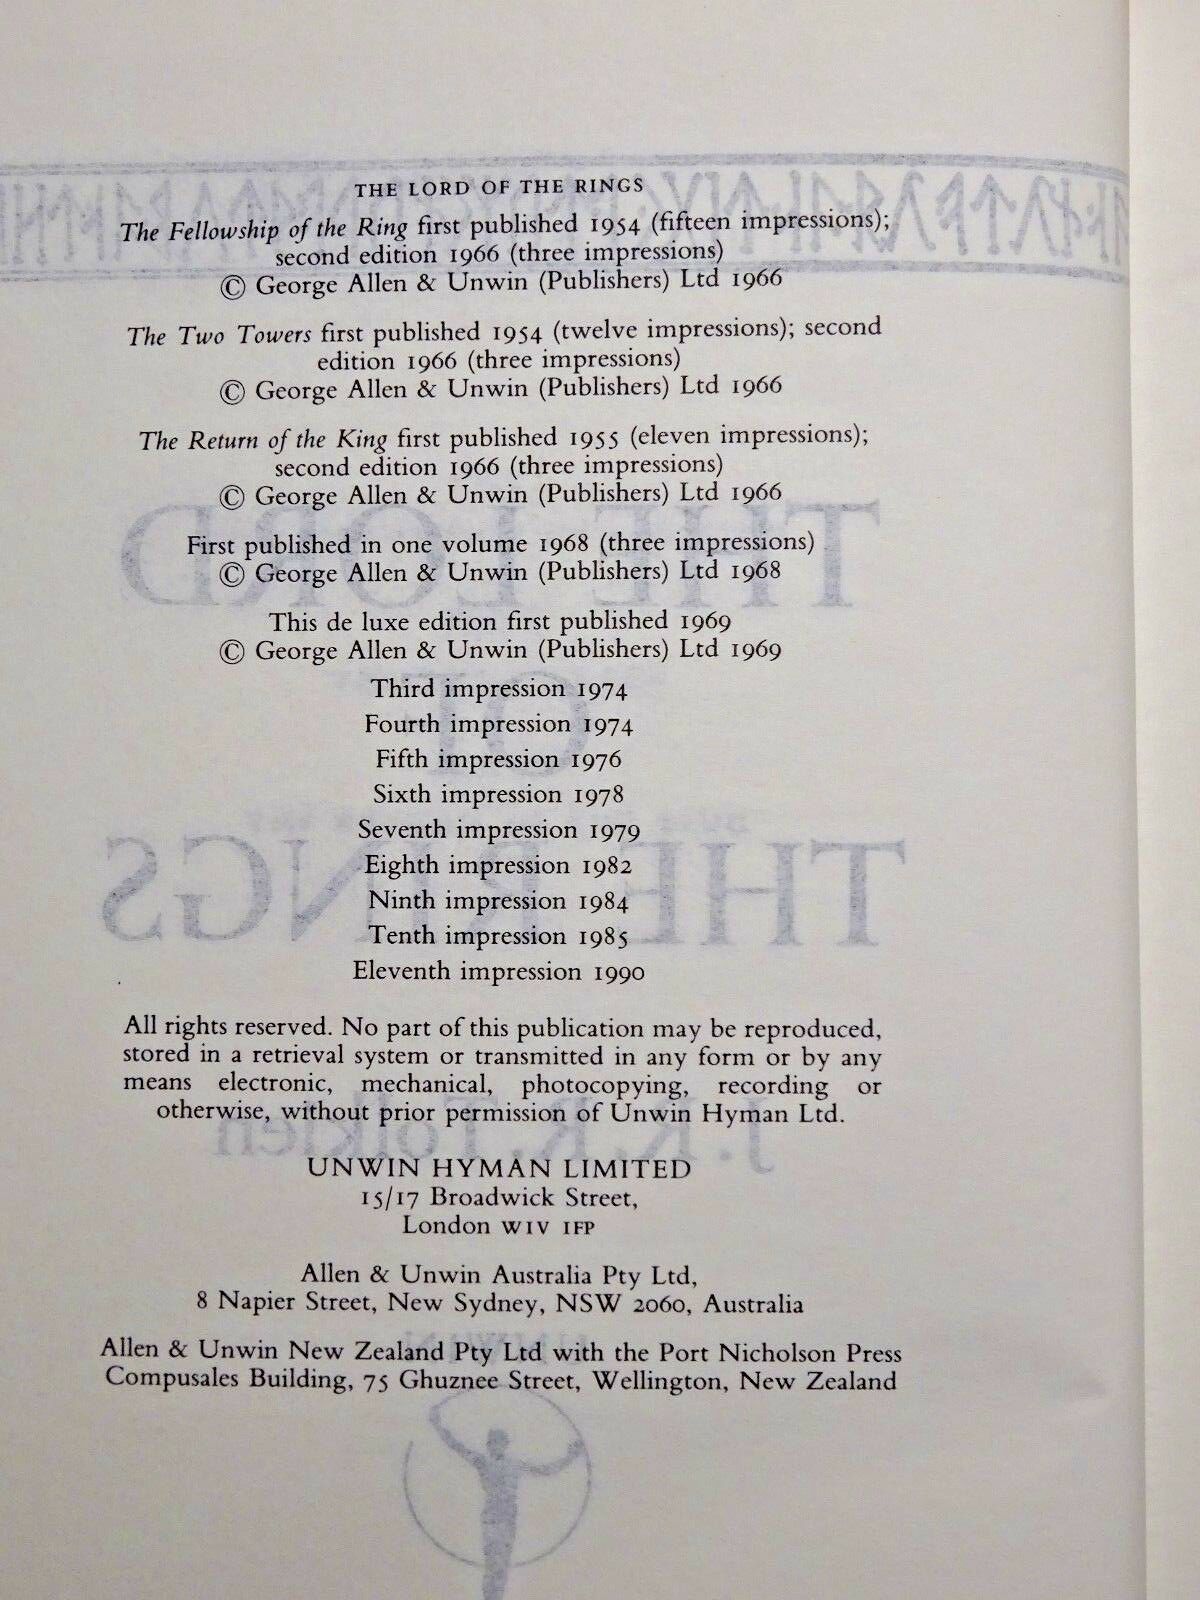 THE LORD OF THE RINGS
The Fellowship of the Ring first published 1954 (fifteen impressions);
second edition 1966 (three impressions)
© George Allen & Unwin (Publishers) Ltd 1966
The Two Towers first published 1954 (twelve impressions); second
edition 1966 (three impressions)
© George Allen & Unwin (Publishers) Ltd 1966
The Return of the King first published 1955 (eleven impressions);
second edition 1966 (three impressions)
© George Allen & Unwin (Publishers) Ltd 1966
First published in one volume 1968 (three impressions)
© George Allen & Unwin (Publishers) Ltd 1968
This de luxe edition first published 1969
© George Allen & Unwin (Publishers) Ltd 1969
Third impression 1974
Fourth impression 1974
Fifth impression 1976
Sixth impression 1978
Seventh impression 1979
Eighth impression 1982
Ninth impression 1984
Tenth impression 1985
Eleventh impression 1990
All rights reserved. No part of this publication may be reproduced,
stored in a retrieval system or transmitted in any form or by any
means electronic, mechanical, photocopying, recording or
otherwise, without prior permission of Unwin Hyman Ltd.
UNWIN HYMAN LIMITED
15/17 Broadwick Street,
London W1V 1FP
Allen & Unwin Australia Pty Ltd,
8 Napier Street, New Sydney, NSW 2060, Australia
Allen & Unwin New Zealand Pty Ltd with the Port Nicholson Press
Compusales Building, 75 Ghuznee Street, Wellington, New Zealand
THE LORD
OF
THE RINGS
J.R.R. Tolkien